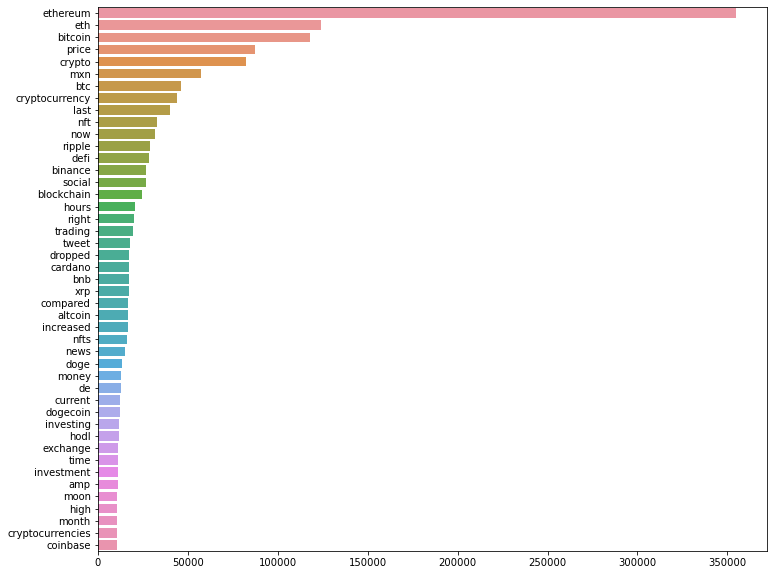 ethereum
eth
bitcoin
price
crypto
mxn
btc
cryptocurrency
last
nft
now
ripple
defi
binance
social
blockchain
hours
right
trading
tweet
dropped
cardano
bnb
xrp
compared
altcoin
increased
nfts
news
doge
money
de
current
dogecoin
investing
hodl
exchange
time
investment
amp
moon
high
month
cryptocurrencies
coinbase
0 50000 100000 150000 200000 250000 300000 350000